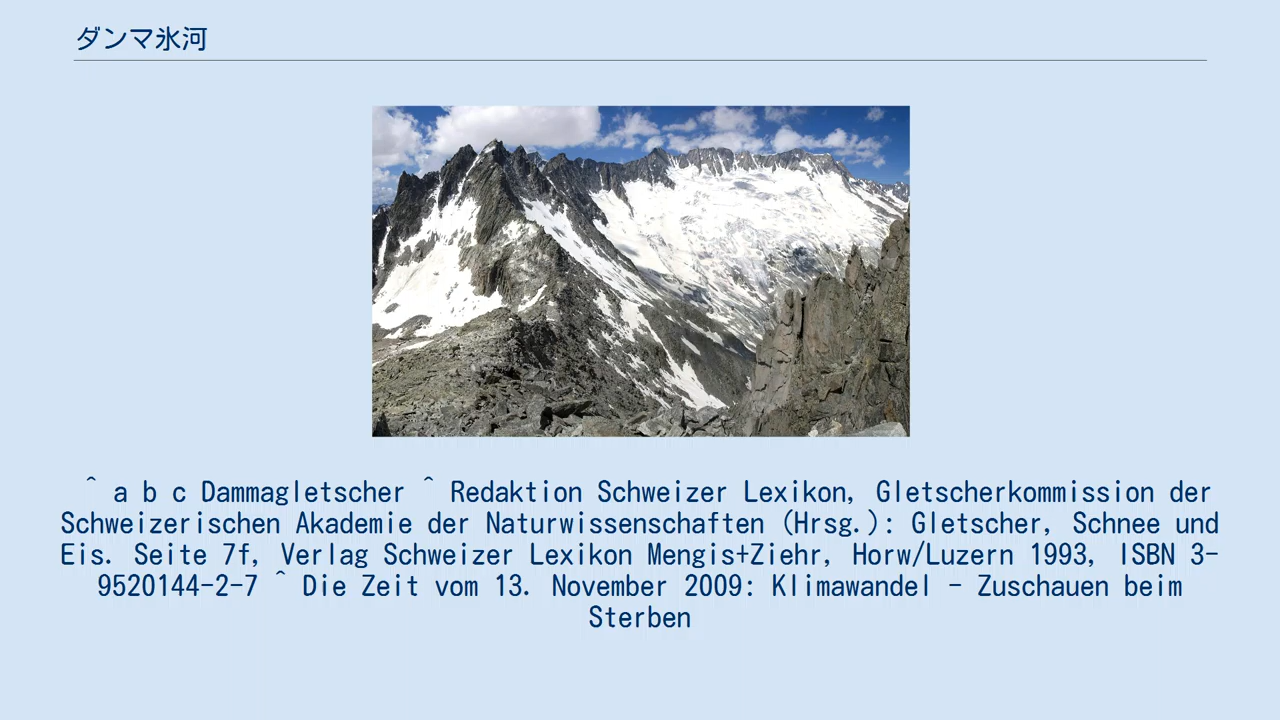 ダンマ氷河
^ a b c Dammagletscher ^ Redaktion Schweizer Lexikon, Gletscherkommission der
Schweizerischen Akademie der Naturwissenschaften (Hrsg.): Gletscher, Schnee und
Eis. Seite 7f, Verlag Schweizer Lexikon Mengis+Ziehr, Horw/Luzern 1993, ISBN 3-
9520144-2-7 ^ Die Zeit vom 13. November 2009: Klimawandel – Zuschauen beim
Sterben